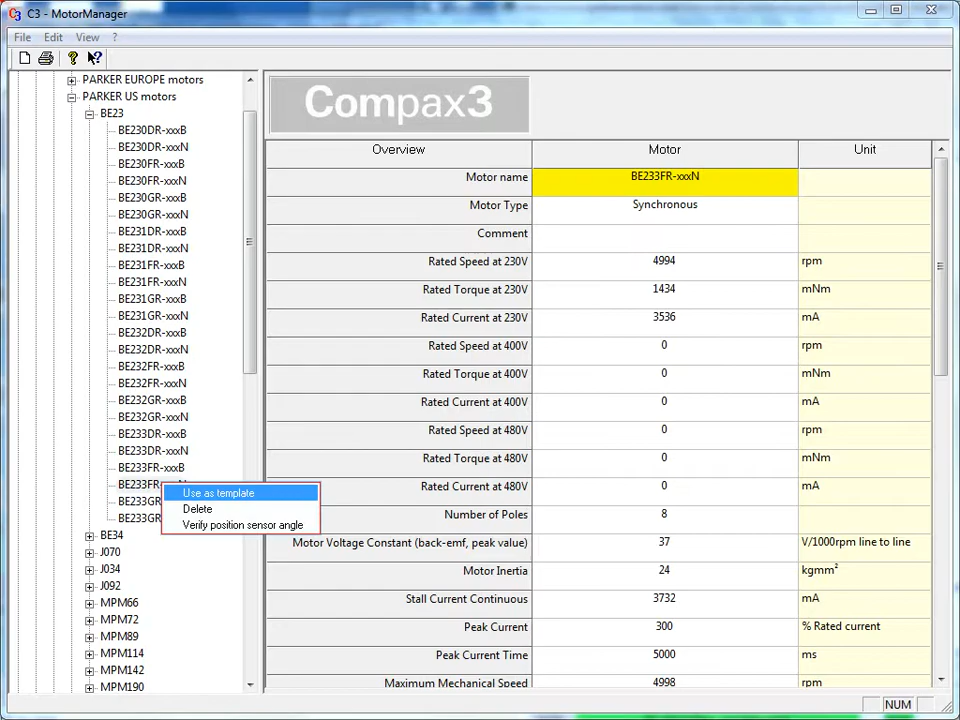 C3 C3 - MotorManager
File Edit View ?
PARKER EUROPE motors
PARKER US motors
BE23
BE230DR-xxxB
BE230DR-xxxN
BE230FR-xxxB
BE230FR-xxxN
BE230GR-xxxB
BE230GR-xxxN
BE231DR-xxxB
BE231DR-xxxN
BE231FR-xxxB
BE231FR-xxxN
BE231GR-xxxB
BE231GR-xxxN
BE232DR-xxxB
BE232DR-xxxN
BE232FR-xxxB
BE232FR-xxxN
BE232GR-xxxB
BE232GR-xxxN
BE233DR-xxxB
BE233DR-xxxN
BE233FR-xxxB
BE233FR
BE233GR
BE233GR
BE34
J070
J034
J092
MPM66
MPM72
MPM89
MPM114
MPM142
MPM190
Use as template
Delete
Verify position sensor angle
Compax3
Overview Motor Unit
Motor name BE233FR-xxxN
Motor Type Synchronous
Comment
Rated Speed at 230V 4994 rpm
Rated Torque at 230V 1434 mNm
Rated Current at 230V 3536 mA
Rated Speed at 400V 0 rpm
Rated Torque at 400V 0 mNm
Rated Current at 400V 0 mA
Rated Speed at 480V 0 rpm
Rated Torque at 480V 0 mNm
Rated Current at 480V 0 mA
Number of Poles 8
Motor Voltage Constant (back-emf, peak value) 37 V/1000rpm line to line
Motor Inertia 24 kgmm²
Stall Current Continuous 3732 mA
Peak Current 300 % Rated current
Peak Current Time 5000 ms
Maximum Mechanical Speed 4998 rpm
NUM